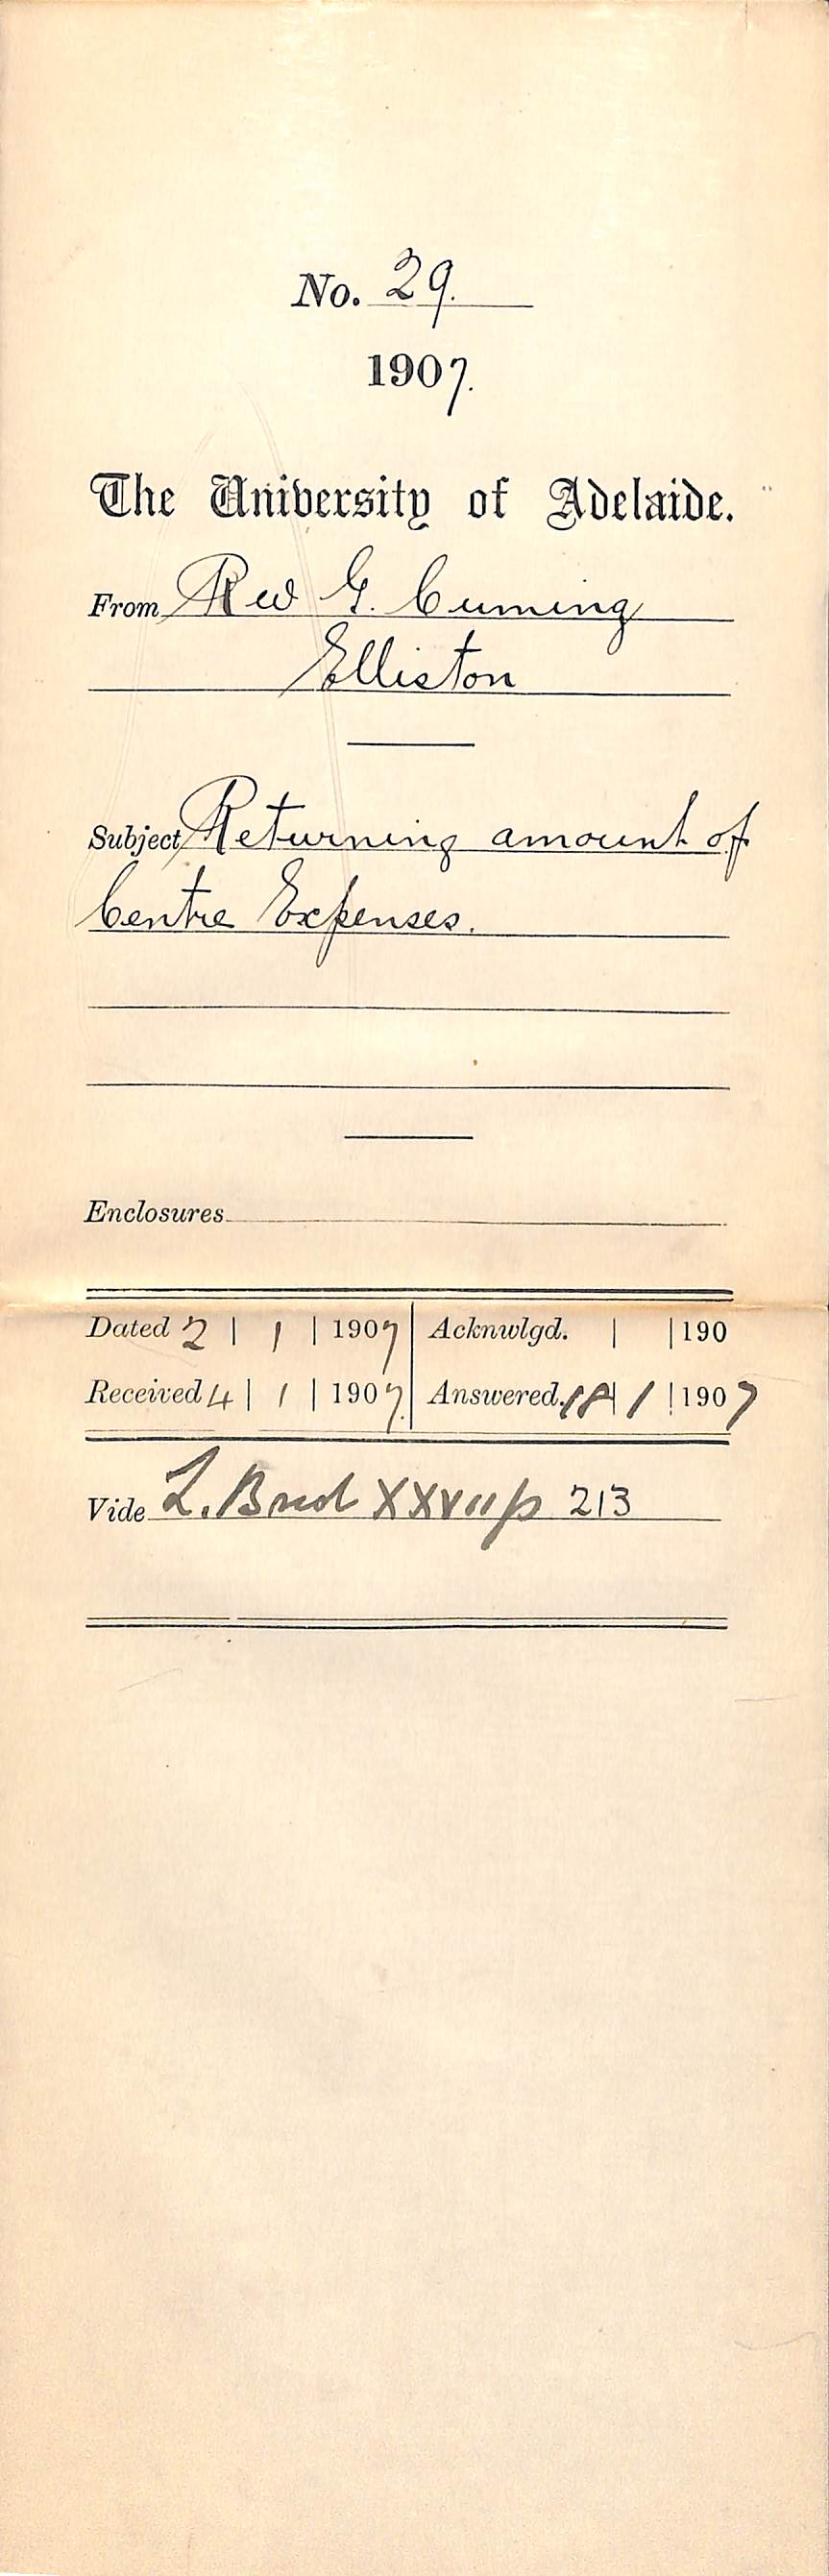 No. 29.
1907.
The University of Adelaide.
From Rev G. Cuming
Elliston
Subject Returning amount of
Centre Expenses.
Enclosures
Dated 2 | 1 | 1907 Acknwlgd. | | 190
Received 4 | 1 | 1907. Answered. 18 | 1 | 1907
Vide L. XXVII p 213